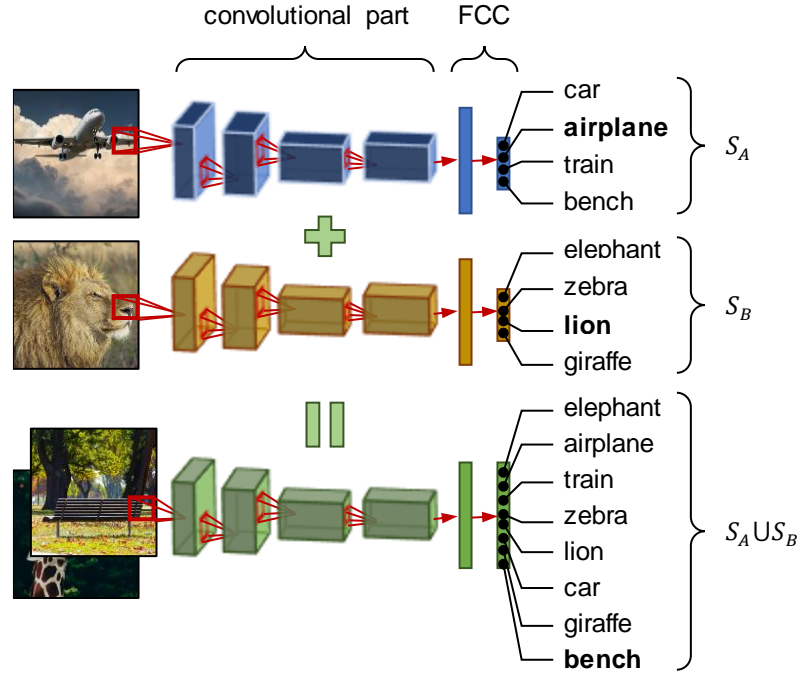 convolutional part
FCC
car
airplane
train
bench
S_A
elephant
zebra
lion
giraffe
S_B
elephant
airplane
train
zebra
lion
car
giraffe
bench
S_A∪S_B